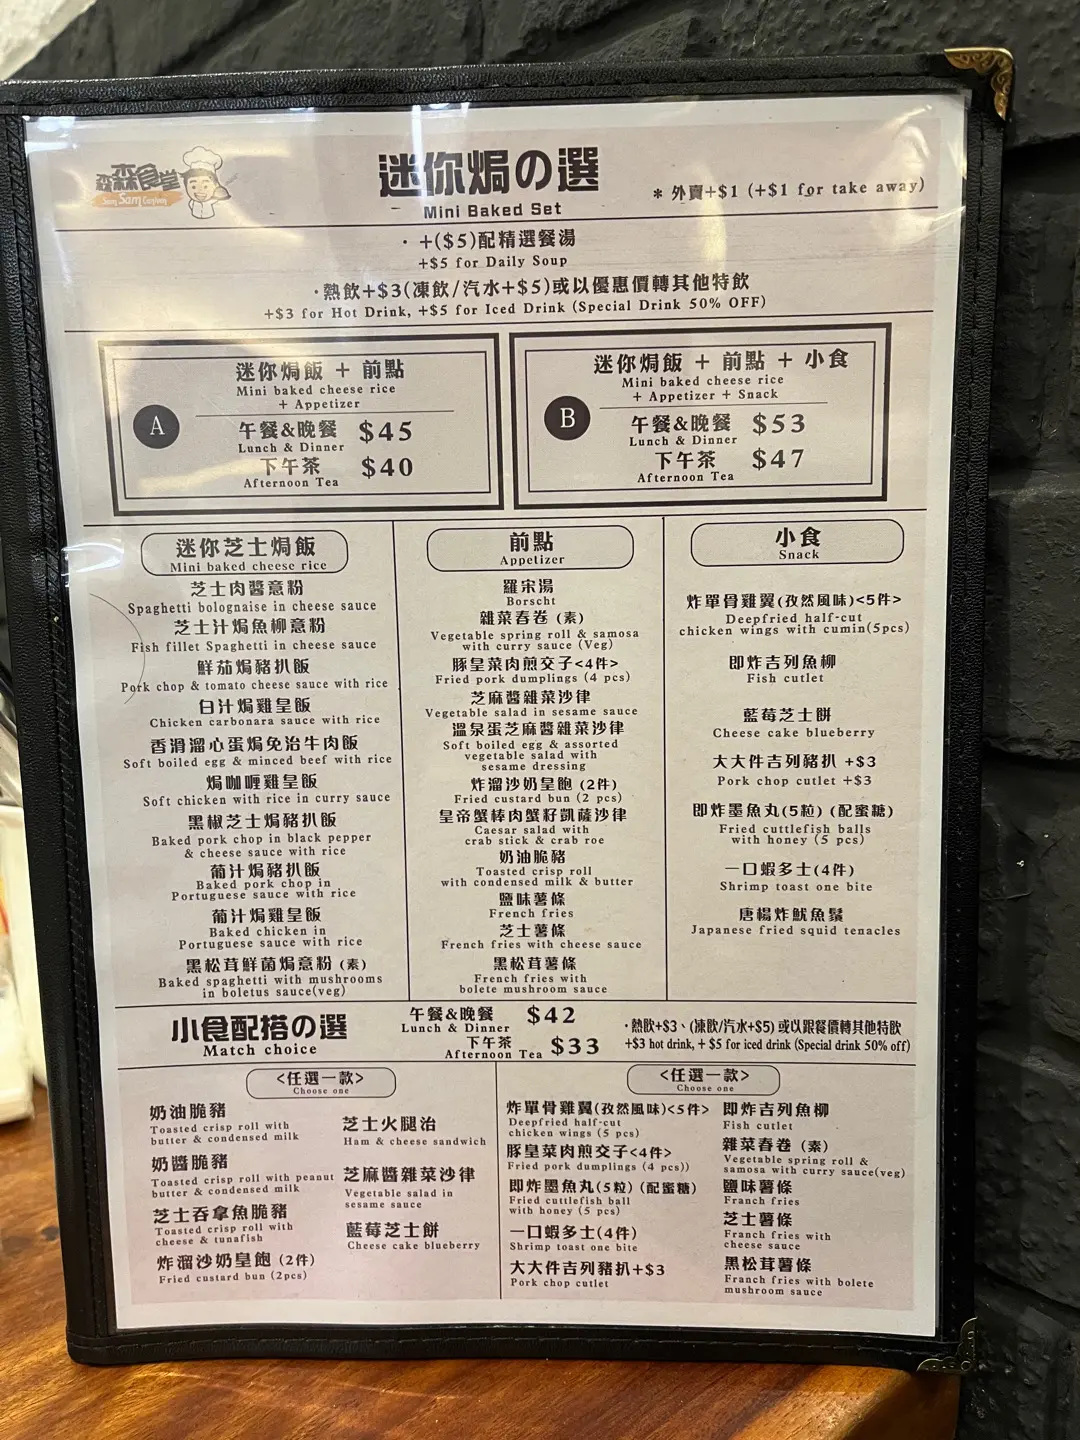 森森食堂
Sam Sam Canteen
迷你焗の選
Mini Baked Set
* 外賣+$1 (+$1 for take away)
· +($5)配精選餐湯
+$5 for Daily Soup
·熱飲+$3(凍飲/汽水+$5)或以優惠價轉其他特飲
+$3 for Hot Drink, +$5 for Iced Drink (Special Drink 50% OFF)
A
迷你焗飯 + 前點
Mini baked cheese rice
+ Appetizer
午餐&晚餐 $45
Lunch & Dinner
下午茶 $40
Afternoon Tea
B
迷你焗飯 + 前點 + 小食
Mini baked cheese rice
+ Appetizer + Snack
午餐&晚餐 $53
Lunch & Dinner
下午茶 $47
Afternoon Tea
迷你芝士焗飯
Mini baked cheese rice
芝士肉醬意粉
Spaghetti bolognaise in cheese sauce
芝士汁焗魚柳意粉
Fish fillet Spaghetti in cheese sauce
鮮茄焗豬扒飯
Pork chop & tomato cheese sauce with rice
白汁焗雞皇飯
Chicken carbonara sauce with rice
香滑溜心蛋焗免治牛肉飯
Soft boiled egg & minced beef with rice
焗咖喱雞皇飯
Soft chicken with rice in curry sauce
黑椒芝士焗豬扒飯
Baked pork chop in black pepper
& cheese sauce with rice
葡汁焗豬扒飯
Baked pork chop in
Portuguese sauce with rice
葡汁焗雞皇飯
Baked chicken in
Portuguese sauce with rice
黑松茸鮮菌焗意粉 (素)
Baked spaghetti with mushrooms
in boletus sauce(veg)
前點
Appetizer
羅宋湯
Borscht
雜菜春卷 (素)
Vegetable spring roll & samosa
with curry sauce (Veg)
豚皇菜肉煎交子<4件>
Fried pork dumplings (4 pcs)
芝麻醬雜菜沙律
Vegetable salad in sesame sauce
溫泉蛋芝麻醬雜菜沙律
Soft boiled egg & assorted
vegetable salad with
sesame dressing
炸溜沙奶皇飽 (2件)
Fried custard bun (2 pcs)
皇帝蟹棒肉蟹籽凱薩沙律
Caesar salad with
crab stick & crab roe
奶油脆豬
Toasted crisp roll
with condensed milk & butter
鹽味薯條
French fries
芝士薯條
French fries with cheese sauce
黑松茸薯條
French fries with
bolete mushroom sauce
小食
Snack
炸單骨雞翼(孜然風味)<5件>
Deepfried half-cut
chicken wings with cumin(5pcs)
即炸吉列魚柳
Fish cutlet
藍莓芝士餅
Cheese cake blueberry
大大件吉列豬扒 +$3
Pork chop cutlet +$3
即炸墨魚丸(5粒) (配蜜糖)
Fried cuttlefish balls
with honey (5 pcs)
一口蝦多士(4件)
Shrimp toast one bite
唐楊炸魷魚鬚
Japanese fried squid tenacles
小食配搭の選
Match choice
午餐&晚餐 $42
Lunch & Dinner
下午茶 $33
Afternoon Tea
·熱飲+$3、(凍飲/汽水+$5) 或以跟餐價轉其他特飲
+$3 hot drink, + $5 for iced drink (Special drink 50% off)
<任選一款>
Choose one
奶油脆豬
Toasted crisp roll with
butter & condensed milk
奶醬脆豬
Toasted crisp roll with peanut
butter & condensed milk
芝士吞拿魚脆豬
Toasted crisp roll with
cheese & tunafish
炸溜沙奶皇飽 (2件)
Fried custard bun (2pcs)
芝士火腿治
Ham & cheese sandwich
芝麻醬雜菜沙律
Vegetable salad in
sesame sauce
藍莓芝士餅
Cheese cake blueberry
<任選一款>
Choose one
炸單骨雞翼(孜然風味)<5件>
Deepfried half-cut
chicken wings (5 pcs)
豚皇菜肉煎交子<4件>
Fried pork dumplings (4 pcs))
即炸墨魚丸(5粒) (配蜜糖)
Fried cuttlefish ball
with honey (5 pcs)
一口蝦多士(4件)
Shrimp toast one bite
大大件吉列豬扒+$3
Pork chop cutlet
即炸吉列魚柳
Fish cutlet
雜菜春卷 (素)
Vegetable spring roll &
samosa with curry sauce(veg)
鹽味薯條
Franch fries
芝士薯條
Franch fries with
cheese sauce
黑松茸薯條
Franch fries with bolete
mushroom sauce